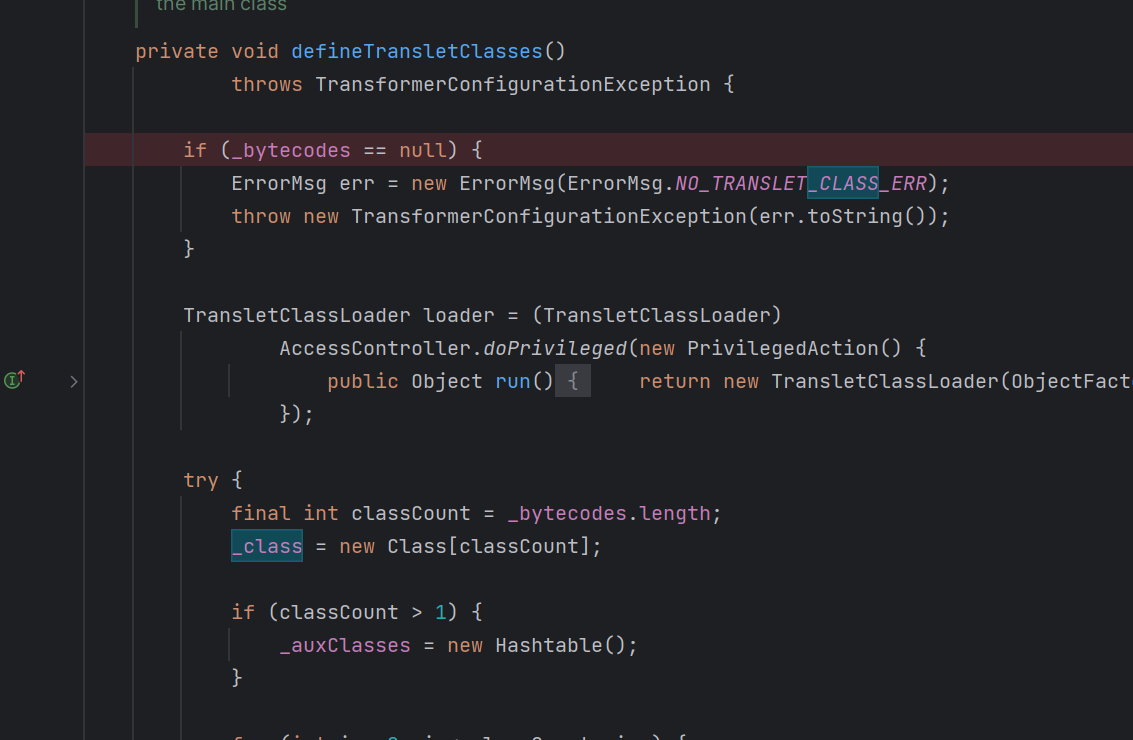 the main class
private void defineTransletClasses()
throws TransformerConfigurationException {
if (_bytecodes == null) {
ErrorMsg err = new ErrorMsg(ErrorMsg.NO_TRANSLET_CLASS_ERR);
throw new TransformerConfigurationException(err.toString());
}
TransletClassLoader loader = (TransletClassLoader)
AccessController.doPrivileged(new PrivilegedAction() {
public Object run() { return new TransletClassLoader(ObjectFact
});
try {
final int classCount = _bytecodes.length;
_class = new Class[classCount];
if (classCount > 1) {
_auxClasses = new Hashtable();
}